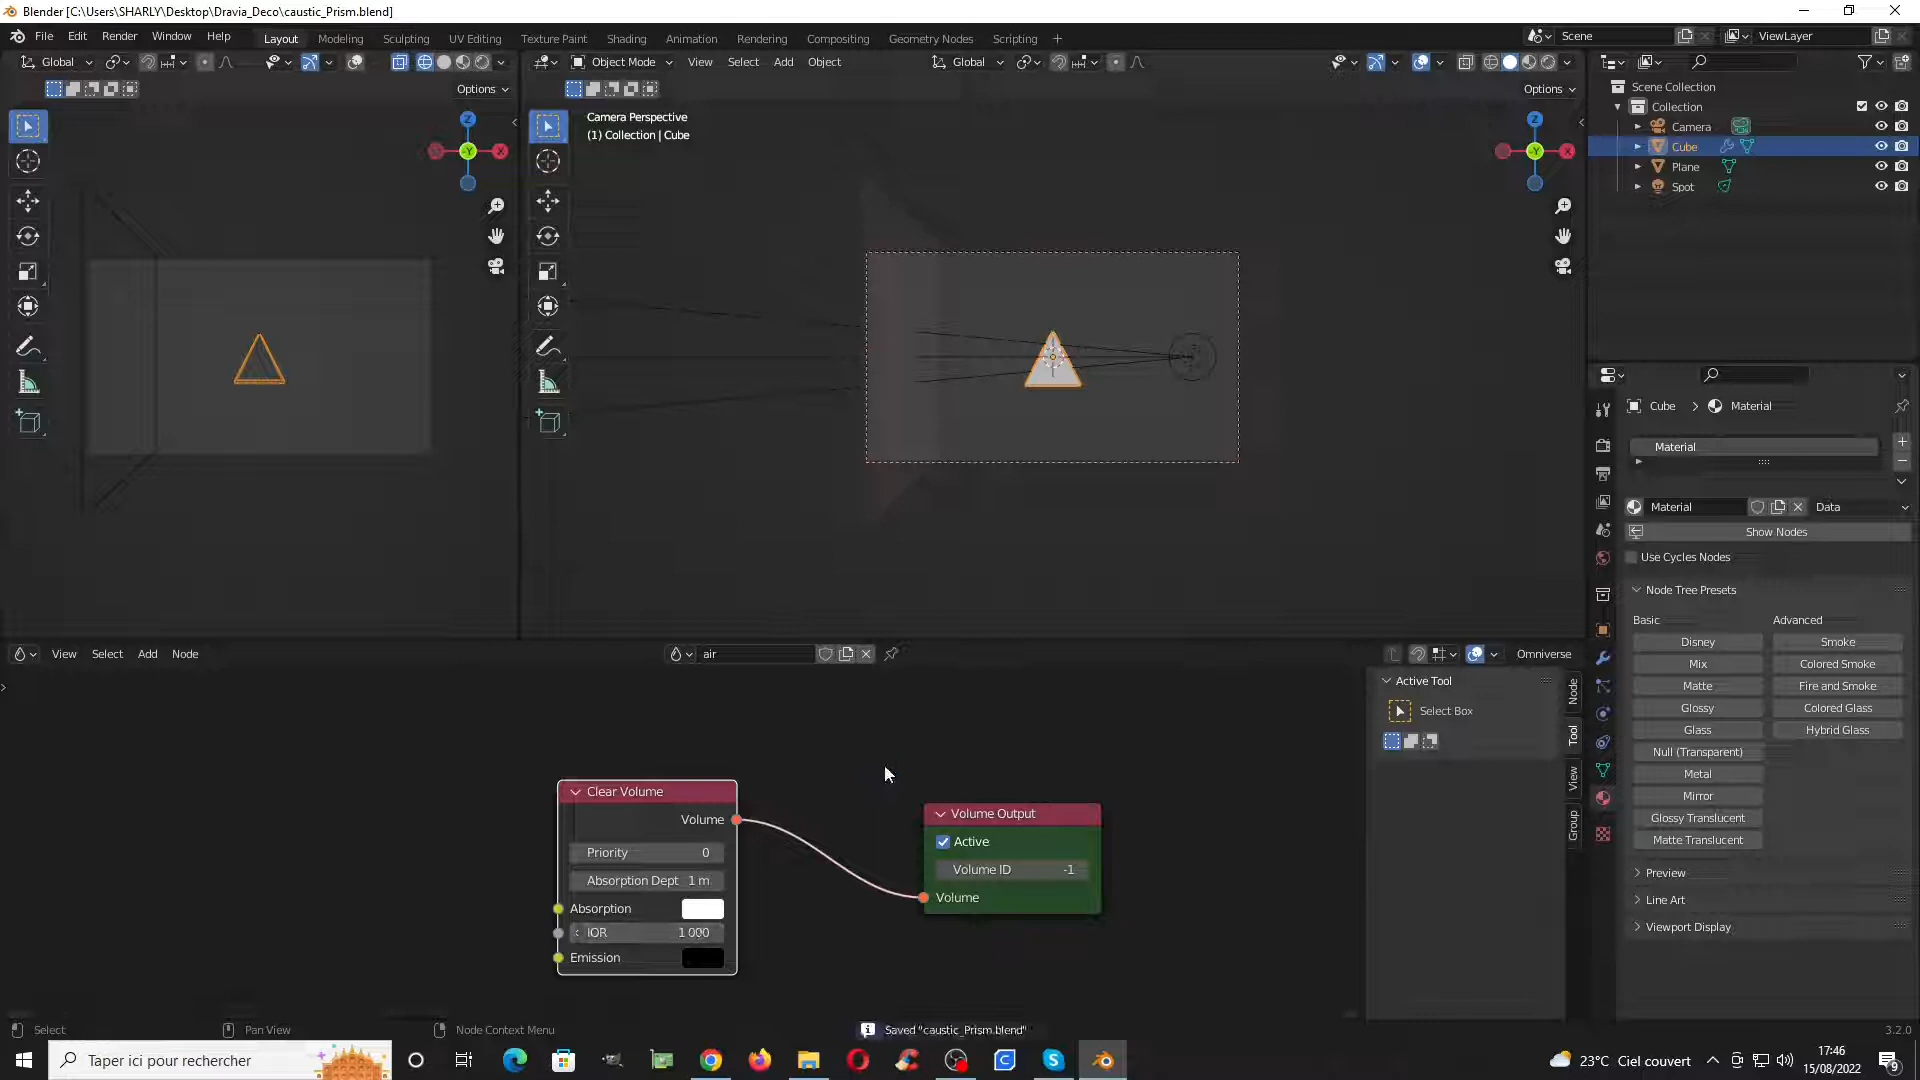 Blender [C:\Users\SHARLY\Desktop\Dravia_Deco\caustic_Prism.blend]
File Edit Render Window Help
Layout Modeling Sculpting UV Editing Texture Paint Shading Animation Rendering Compositing Geometry Nodes Scripting +
Scene ViewLayer
Global
Object Mode View Select Add Object Global
Options Options
Camera Perspective
(1) Collection | Cube
Z
-Y X
Z
-Y X
Scene Collection
Collection
Camera
Cube
Plane
Spot
Cube > Material
Material
Material Data
Show Nodes
Use Cycles Nodes
Node Tree Presets
Basic Advanced
Disney Smoke
Mix Colored Smoke
Matte Fire and Smoke
Glossy Colored Glass
Glass Hybrid Glass
Null (Transparent)
Metal
Mirror
Glossy Translucent
Matte Translucent
Preview
Line Art
Viewport Display
View Select Add Node air Omniverse
Active Tool
Select Box
Node
Tool
View
Group
Clear Volume
Volume
Priority 0
Absorption Dept 1 m
Absorption
IOR 1.000
Emission
Volume Output
Active
Volume ID -1
Volume
Select Pan View Node Context Menu Saved "caustic_Prism.blend" 3.2.0
Taper ici pour rechercher
23°C Ciel couvert
17:46
15/08/2022
9